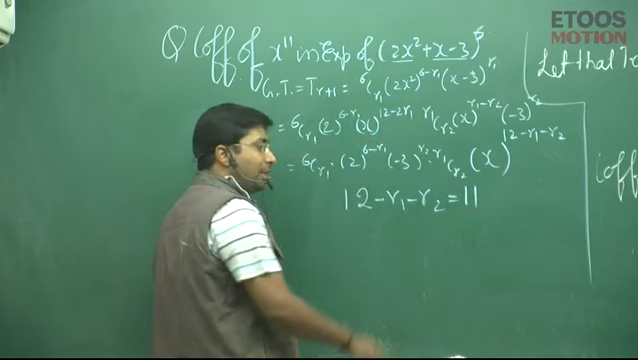 ETOOS
MOTION
Q Coff of x¹¹ in Exp of (2x²+x-3)⁶
G.T. = Tr+1 = ⁶Cr₁ (2x²)⁶⁻ʳ¹ (x-3)ʳ¹
= ⁶Cr₁ (2)⁶⁻ʳ¹ (x)¹²⁻²ʳ¹ ʳ¹Cr₂ (x)ʳ¹⁻ʳ² (-3)ʳ²
= ⁶Cr₁ · (2)⁶⁻ʳ¹ (-3)ʳ² · ʳ¹Cr₂ (x)¹²⁻ʳ¹⁻ʳ²
12-r₁-r₂=11
Let that
(off